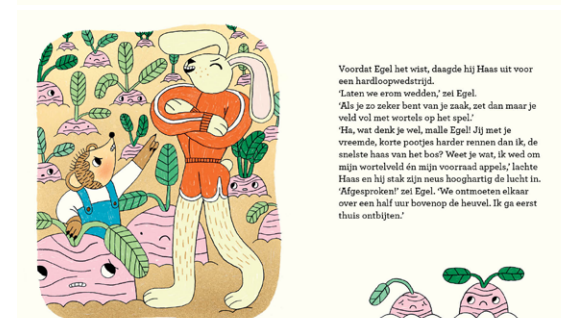 Voordat Egel het wist, daagde hij Haas uit voor
een hardloopwedstrijd.
‘Laten we erom wedden,’ zei Egel.
‘Als je zo zeker bent van je zaak, zet dan maar je
veld vol met wortels op het spel.’
‘Ha, wat denk je wel, malle Egel! Jij met je
vreemde, korte pootjes harder rennen dan ik, de
snelste haas van het bos? Weet je wat, ik wed om
mijn wortelveld én mijn voorraad appels,’ lachte
Haas en hij stak zijn neus hooghartig de lucht in.
‘Afgesproken!’ zei Egel. ‘We ontmoeten elkaar
over een half uur bovenop de heuvel. Ik ga eerst
thuis ontbijten.’